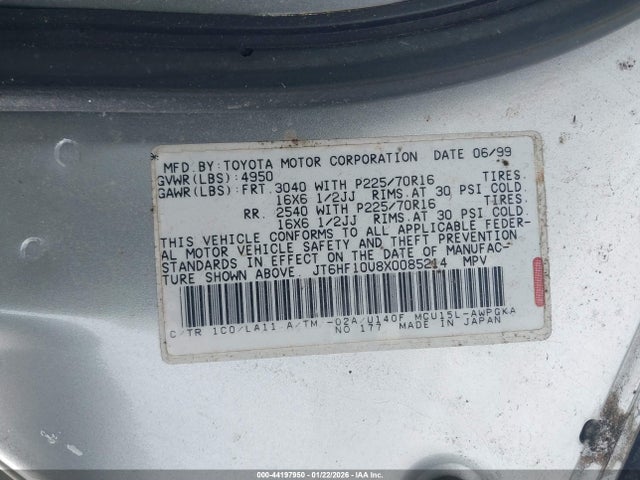 MFD.BY:TOYOTA MOTOR CORPORATION DATE 06/99
GVWR(LBS):4950
GAWR(LBS):FRT.3040 WITH P225/70R16 TIRES.
16X6 1/2JJ RIMS.AT 30 PSI COLD.
RR. 2540 WITH P225/70R16 TIRES.
16X6 1/2JJ RIMS.AT 30 PSI COLD.
THIS VEHICLE CONFORMS TO ALL APPLICABLE FEDER-
AL MOTOR VEHICLE SAFETY AND THEFT PREVENTION
STANDARDS IN EFFECT ON THE DATE OF MANUFAC-
TURE SHOWN ABOVE. JT6HF10U8X0085214 MPV
C/TR 1C0/LA11 A/TM -02A/U140F MCU15L-AWPGKA
NO 177 MADE IN JAPAN
000-44197950 | 01/22/2026 - IAA INC.